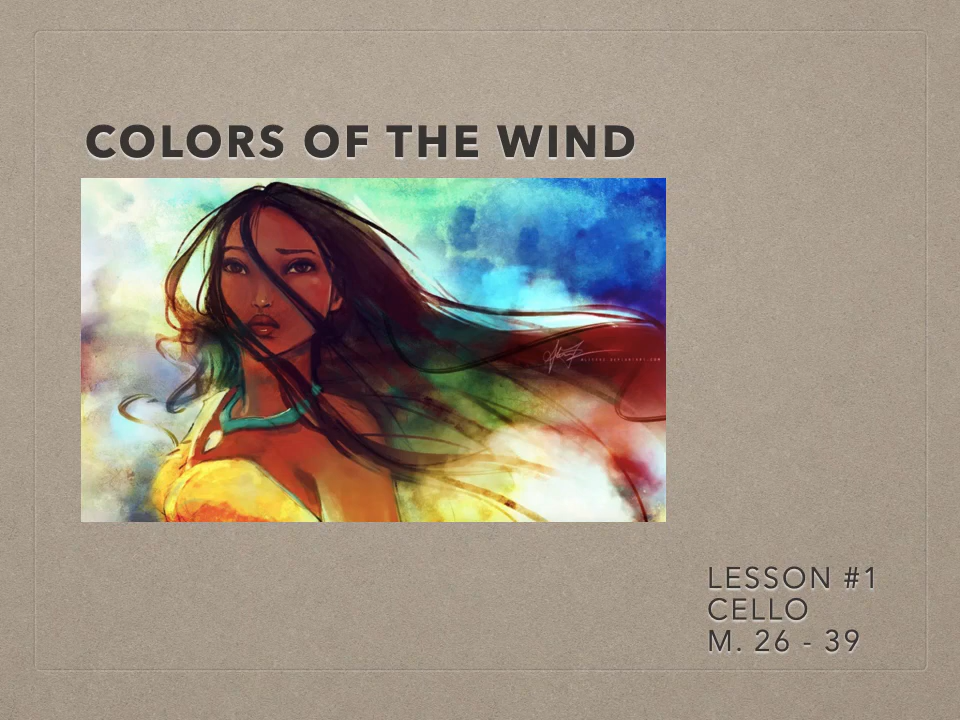 COLORS OF THE WIND
LESSON #1
CELLO
M. 26 - 39